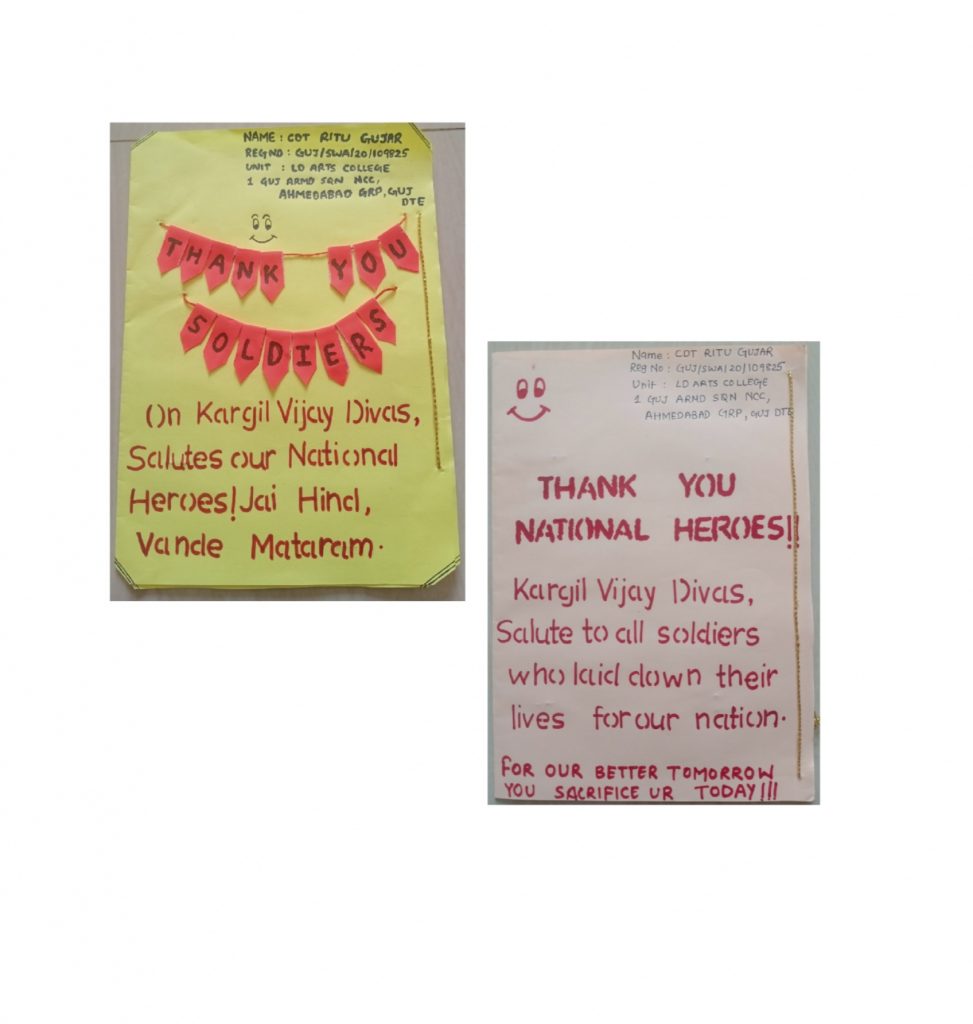 NAME : CDT RITU GUJAR
REGNO : GUJ/SWA/20/109825
UNIT : LD ARTS COLLEGE
1 GUJ ARMD SQN NCC,
AHMEDABAD GRP, GUJ
DTE
THANK YOU
SOLDIERS
On Kargil Vijay Divas,
Salutes our National
Heroes! Jai Hind,
Vande Mataram.
Name : CDT RITU GUJAR
Reg No : GUJ/SWA/20/109825
Unit : LD ARTS COLLEGE
1 GUJ ARMD SQN NCC,
AHMEDABAD GRP, GUJ DTE
THANK YOU
NATIONAL HEROES!!
Kargil Vijay Divas,
Salute to all soldiers
who laid down their
lives for our nation.
FOR OUR BETTER TOMORROW
YOU SACRIFICE UR TODAY!!!